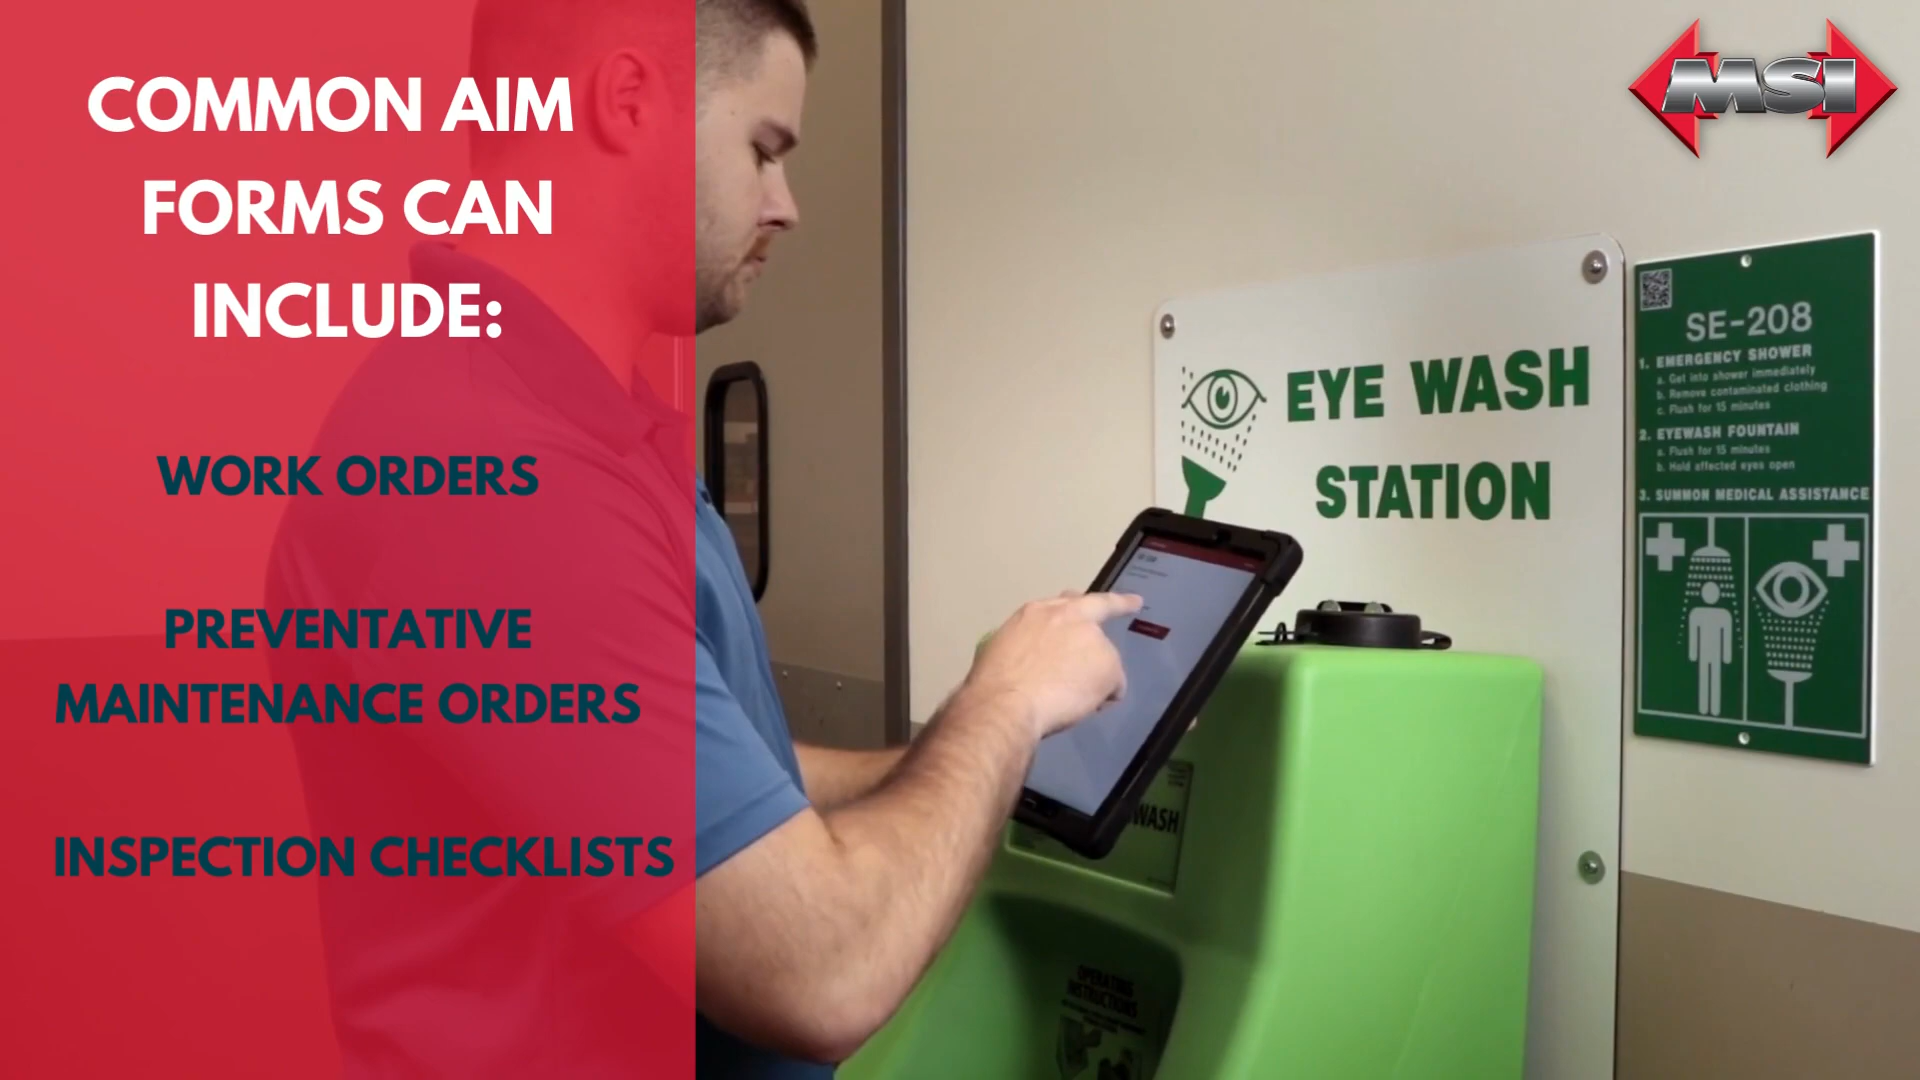 COMMON AIM
FORMS CAN
INCLUDE:
WORK ORDERS
PREVENTATIVE
MAINTENANCE ORDERS
INSPECTION CHECKLISTS
MSI
EYE WASH
STATION
SE-208
1. EMERGENCY SHOWER
a. Get into shower immediately
b. Remove contaminated clothing
c. Flush for 15 minutes
2. EYEWASH FOUNTAIN
a. Flush for 15 minutes
b. Hold affected eyes open
3. SUMMON MEDICAL ASSISTANCE
WASH
OPERATING
INSTRUCTIONS